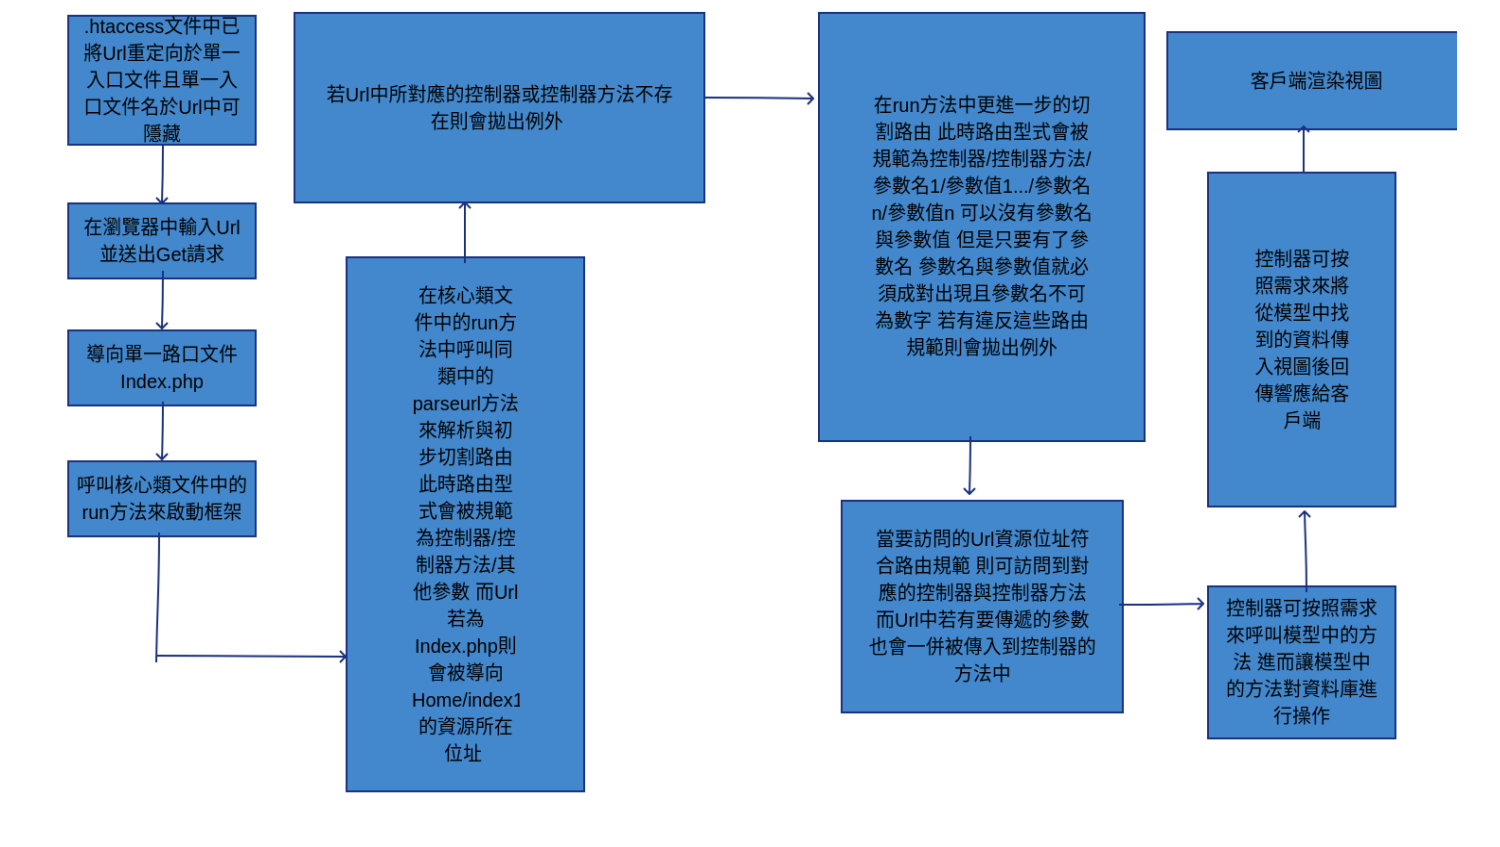 .htaccess文件中已
將Url重定向於單一
入口文件且單一入
口文件名於Url中可
隱藏
在瀏覽器中輸入Url
並送出Get請求
導向單一路口文件
Index.php
呼叫核心類文件中的
run方法來啟動框架
在核心類文
件中的run方
法中呼叫同
類中的
parseurl方法
來解析與初
步切割路由
此時路由型
式會被規範
為控制器/控
制器方法/其
他參數 而Url
若為
Index.php則
會被導向
Home/index1
的資源所在
位址
若Url中所對應的控制器或控制器方法不存
在則會拋出例外
在run方法中更進一步的切
割路由 此時路由型式會被
規範為控制器/控制器方法/
參數名1/參數值1.../參數名
n/參數值n 可以沒有參數名
與參數值 但是只要有了參
數名 參數名與參數值就必
須成對出現且參數名不可
為數字 若有違反這些路由
規範則會拋出例外
當要訪問的Url資源位址符
合路由規範 則可訪問到對
應的控制器與控制器方法
而Url中若有要傳遞的參數
也會一併被傳入到控制器的
方法中
控制器可按照需求
來呼叫模型中的方
法 進而讓模型中
的方法對資料庫進
行操作
控制器可按
照需求來將
從模型中找
到的資料傳
入視圖後回
傳響應給客
戶端
客戶端渲染視圖